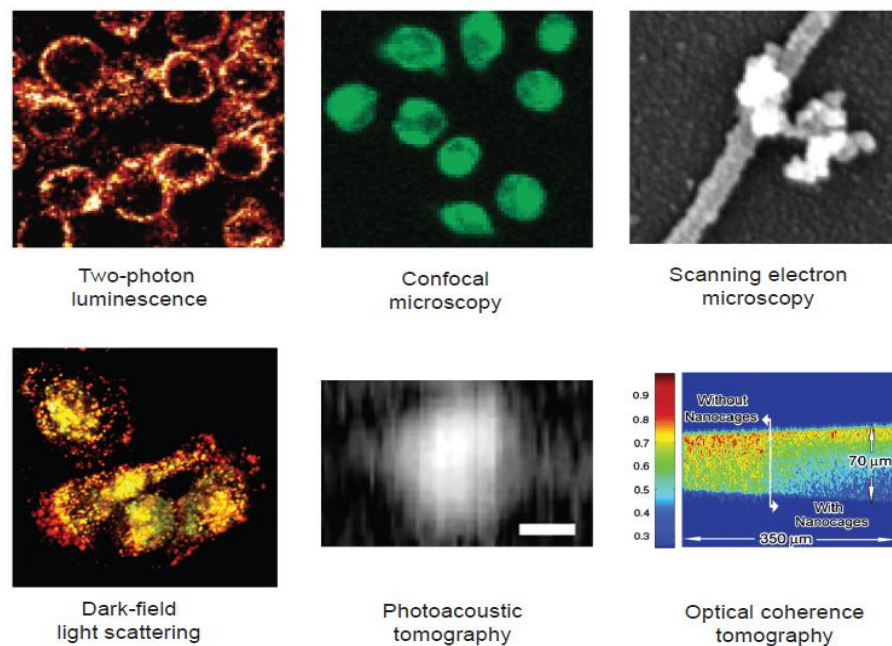 Two-photon
luminescence
Confocal
microscopy
Scanning electron
microscopy
Dark-field
light scattering
Photoacoustic
tomography
0.9
0.8
0.7
0.6
0.5
0.4
0.3
Without
Nanocages
70 μm
With
Nanocages
350 μm
Optical coherence
tomography